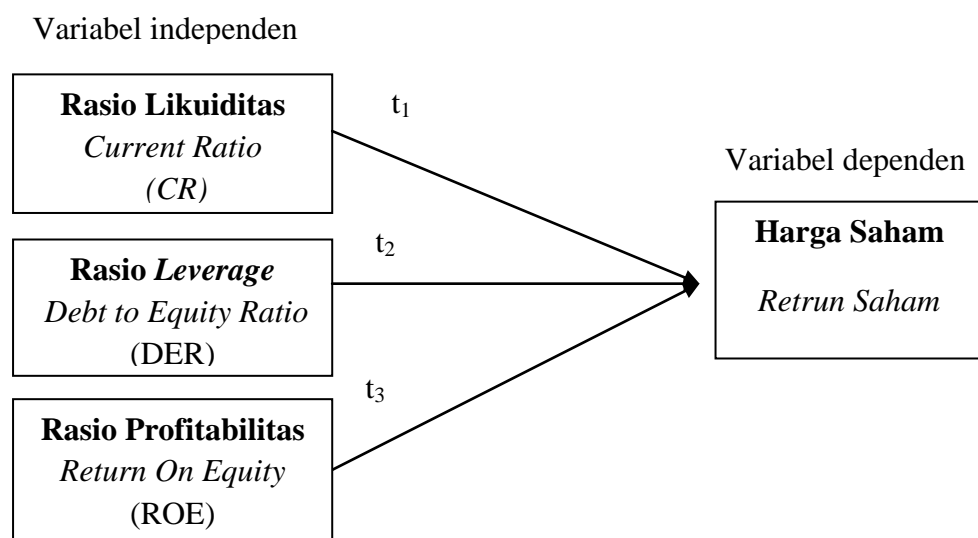 Variabel independen
Rasio Likuiditas
Current Ratio
(CR)
t₁
Variabel dependen
Harga Saham
Retrun Saham
Rasio Leverage
Debt to Equity Ratio
(DER)
t₂
Rasio Profitabilitas
Return On Equity
(ROE)
t₃